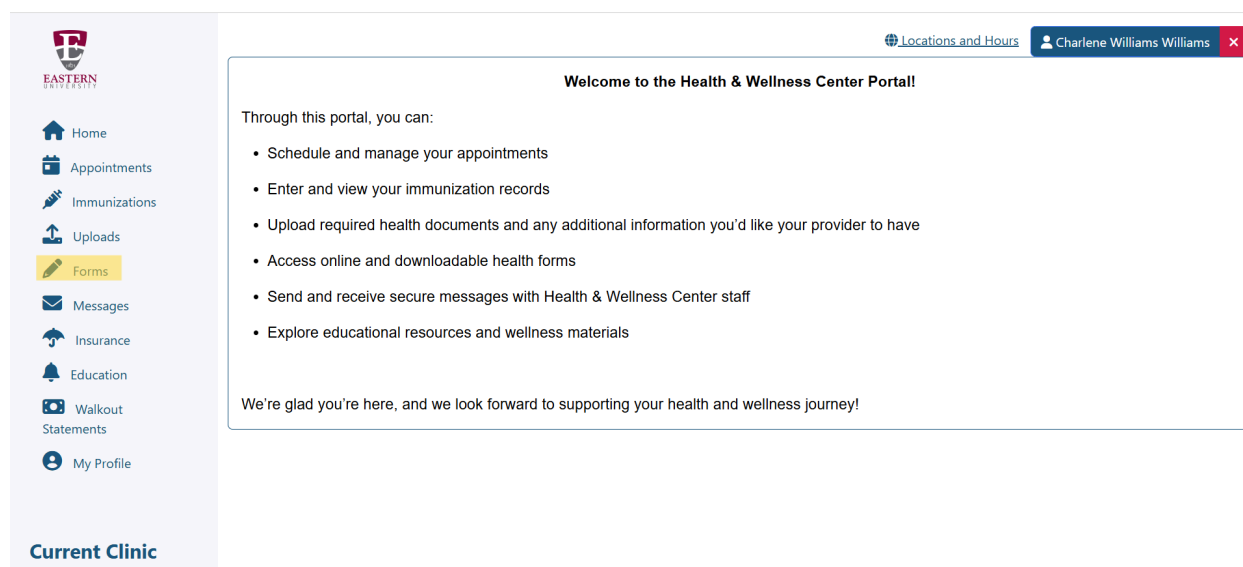 EASTERN
UNIVERSITY
Home
Appointments
Immunizations
Uploads
Forms
Messages
Insurance
Education
Walkout
Statements
My Profile
Current Clinic
Locations and Hours
Charlene Williams Williams
Welcome to the Health & Wellness Center Portal!
Through this portal, you can:
• Schedule and manage your appointments
• Enter and view your immunization records
• Upload required health documents and any additional information you’d like your provider to have
• Access online and downloadable health forms
• Send and receive secure messages with Health & Wellness Center staff
• Explore educational resources and wellness materials
We’re glad you’re here, and we look forward to supporting your health and wellness journey!